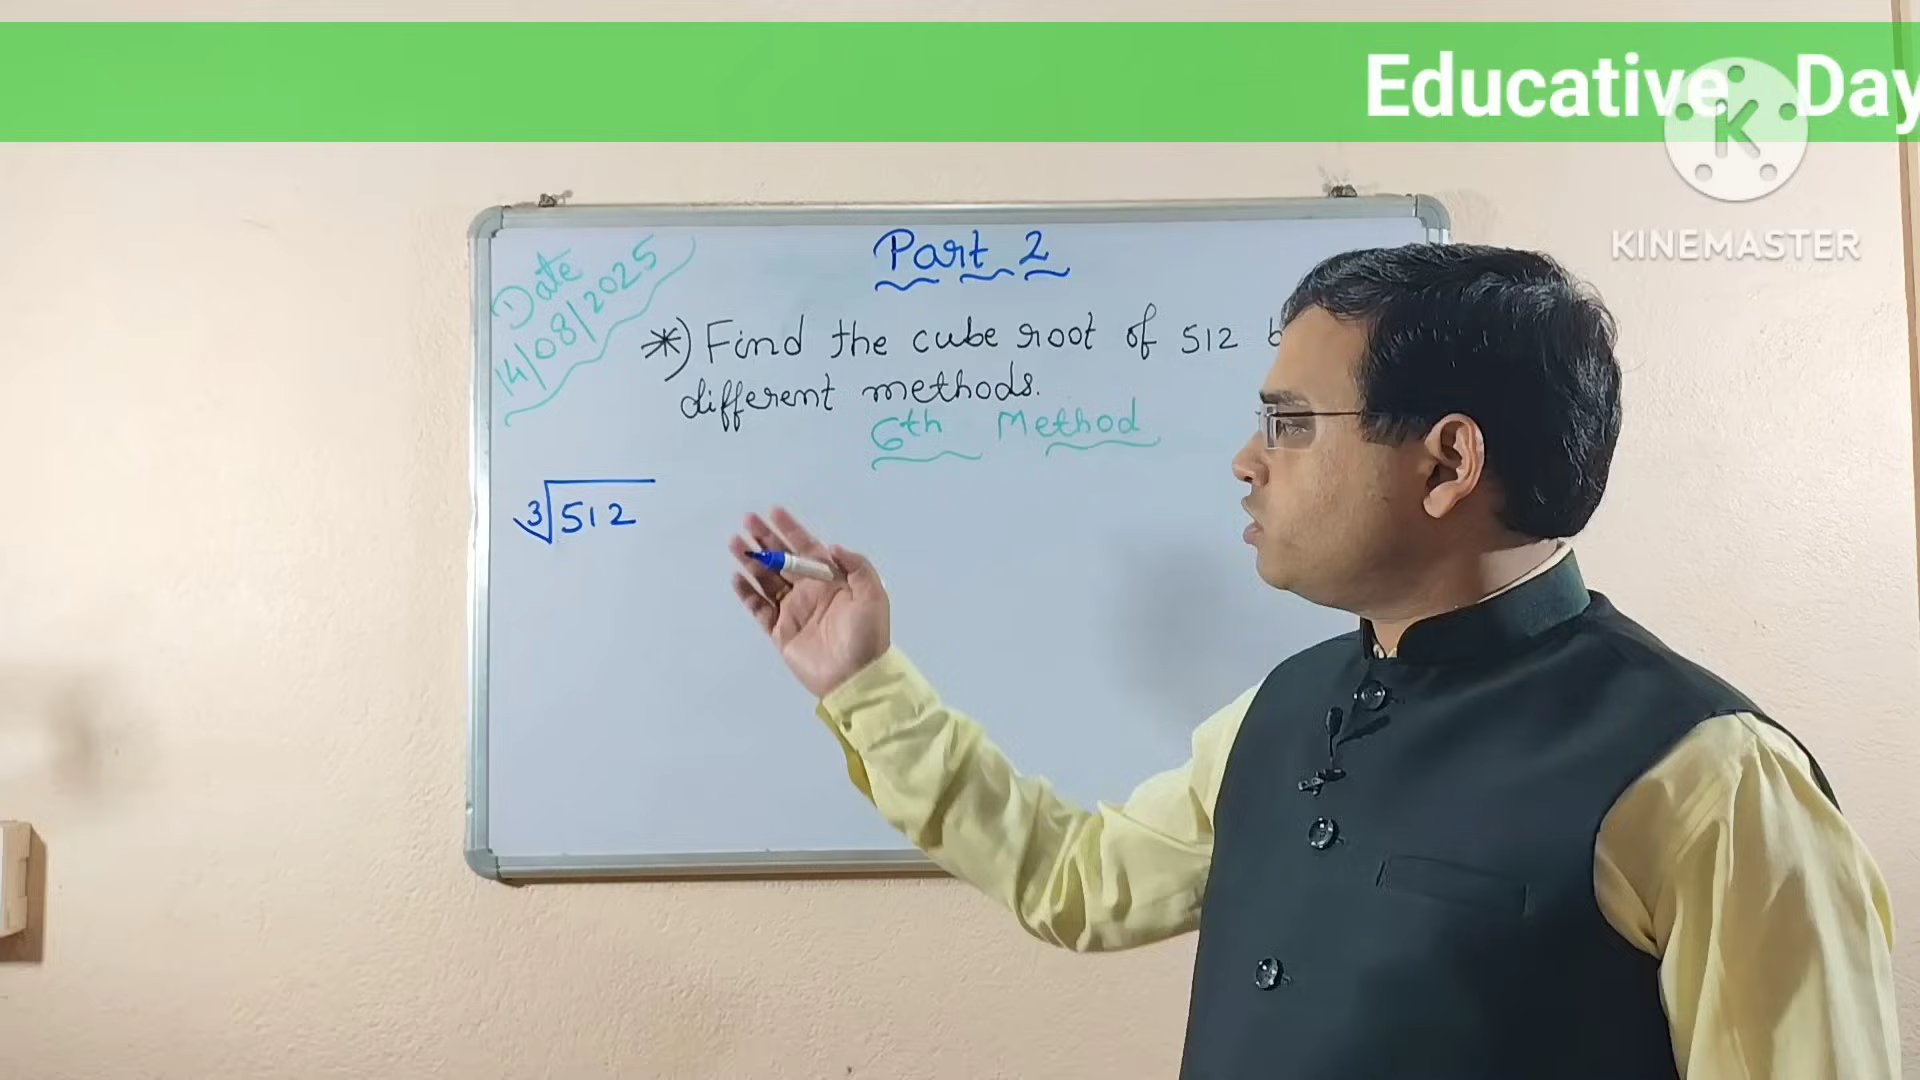 Educative Day
KINEMASTER
Date
14/08/2025
Part 2
*) Find the cube root of 512
different methods.
6th Method
∛512